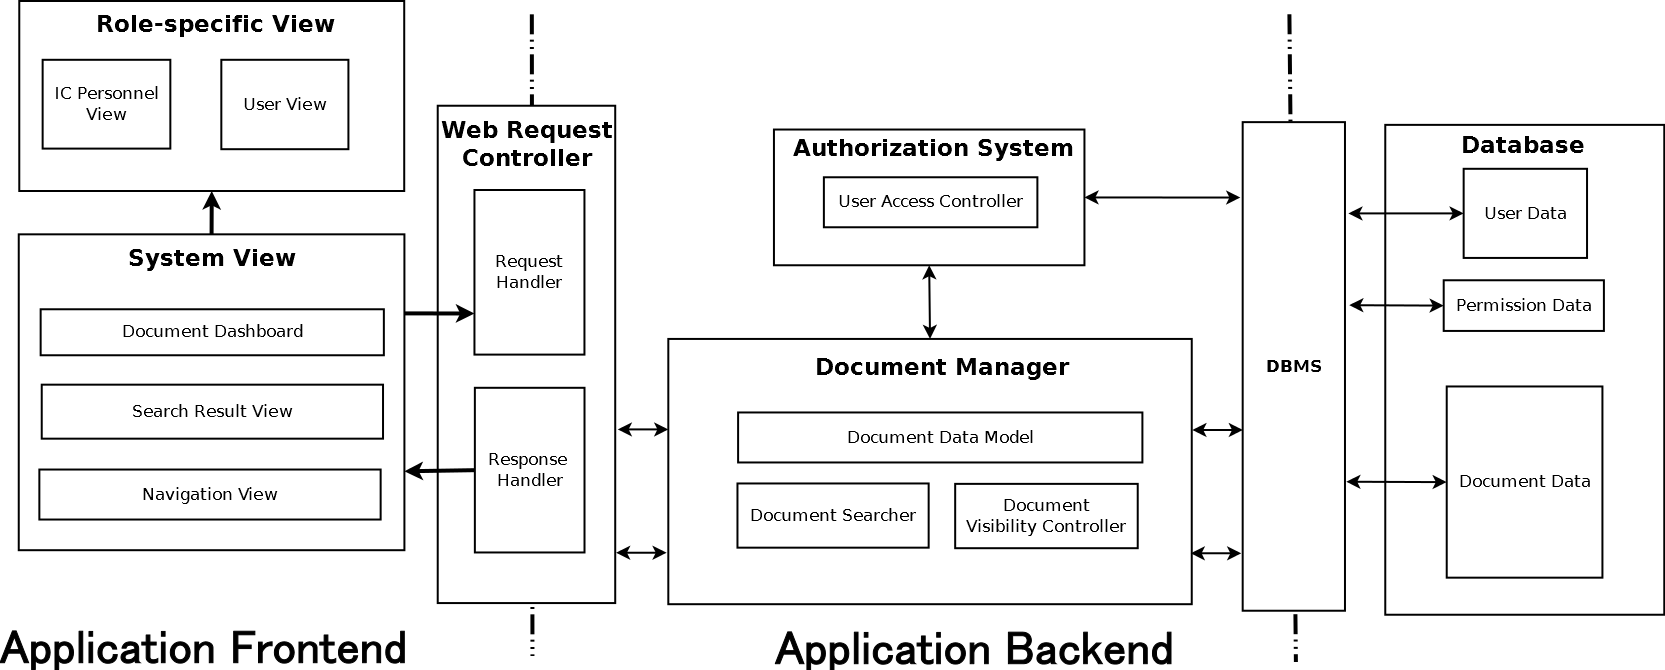 Role-specific View
IC Personnel
View
User View
System View
Document Dashboard
Search Result View
Navigation View
Web Request
Controller
Request
Handler
Response
Handler
Authorization System
User Access Controller
Document Manager
Document Data Model
Document Searcher
Document
Visibility Controller
DBMS
Database
User Data
Permission Data
Document Data
Application Frontend
Application Backend